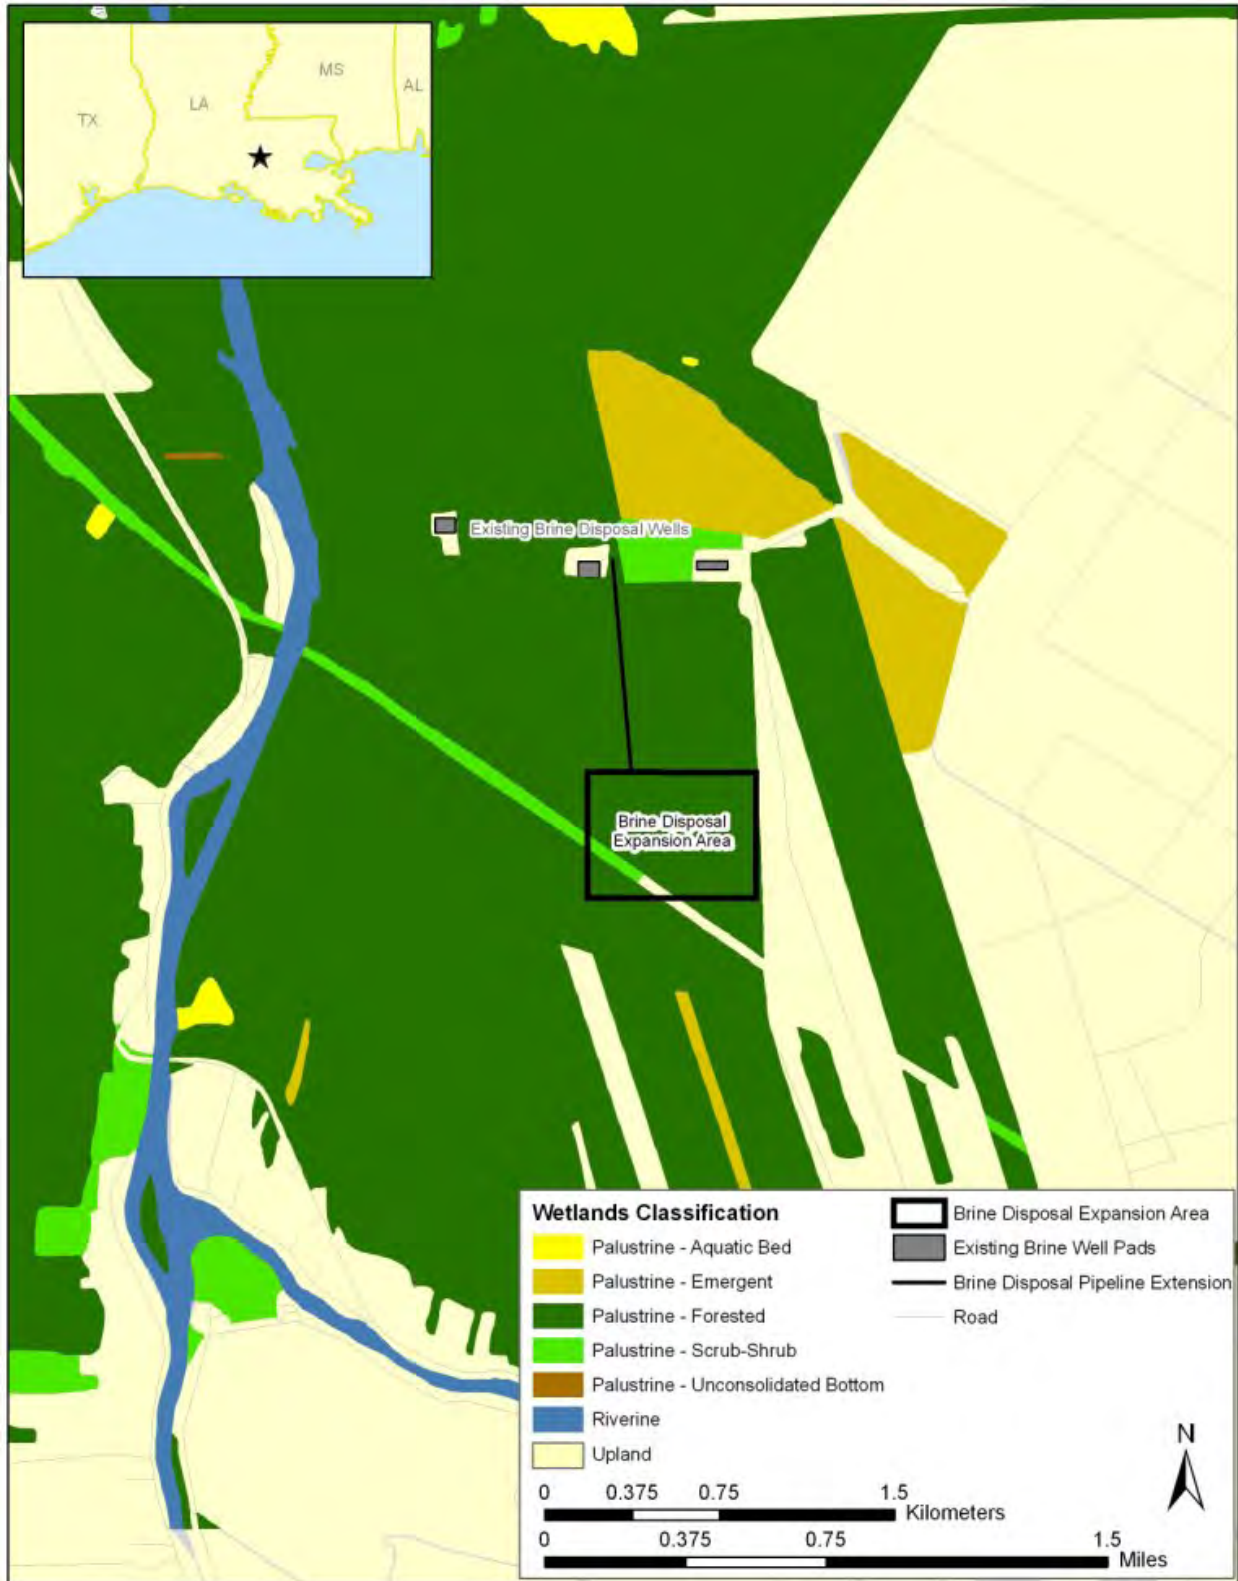 MS
AL
LA
TX
Existing Brine Disposal Wells
Brine Disposal
Expansion Area
Wetlands Classification
Palustrine - Aquatic Bed
Palustrine - Emergent
Palustrine - Forested
Palustrine - Scrub-Shrub
Palustrine - Unconsolidated Bottom
Riverine
Upland
Brine Disposal Expansion Area
Existing Brine Well Pads
Brine Disposal Pipeline Extension
Road
N
0 0.375 0.75 1.5
Kilometers
0 0.375 0.75 1.5
Miles